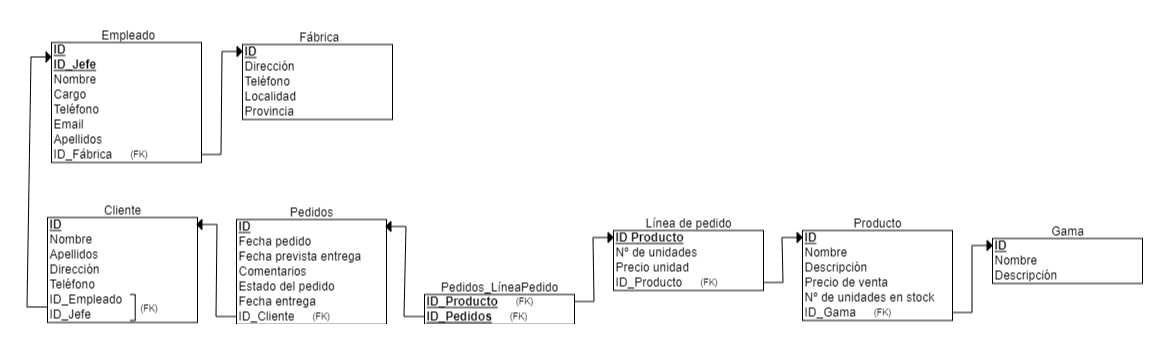 Empleado
ID
ID_Jefe
Nombre
Cargo
Teléfono
Email
Apellidos
ID_Fábrica (FK)
Fábrica
ID
Dirección
Teléfono
Localidad
Provincia
Cliente
ID
Nombre
Apellidos
Dirección
Teléfono
ID_Empleado
ID_Jefe
(FK)
Pedidos
ID
Fecha pedido
Fecha prevista entrega
Comentarios
Estado del pedido
Fecha entrega
ID_Cliente (FK)
Pedidos_LíneaPedido
ID_Producto (FK)
ID_Pedidos (FK)
Línea de pedido
ID Producto
Nº de unidades
Precio unidad
ID_Producto (FK)
Producto
ID
Nombre
Descripción
Precio de venta
Nº de unidades en stock
ID_Gama (FK)
Gama
ID
Nombre
Descripción